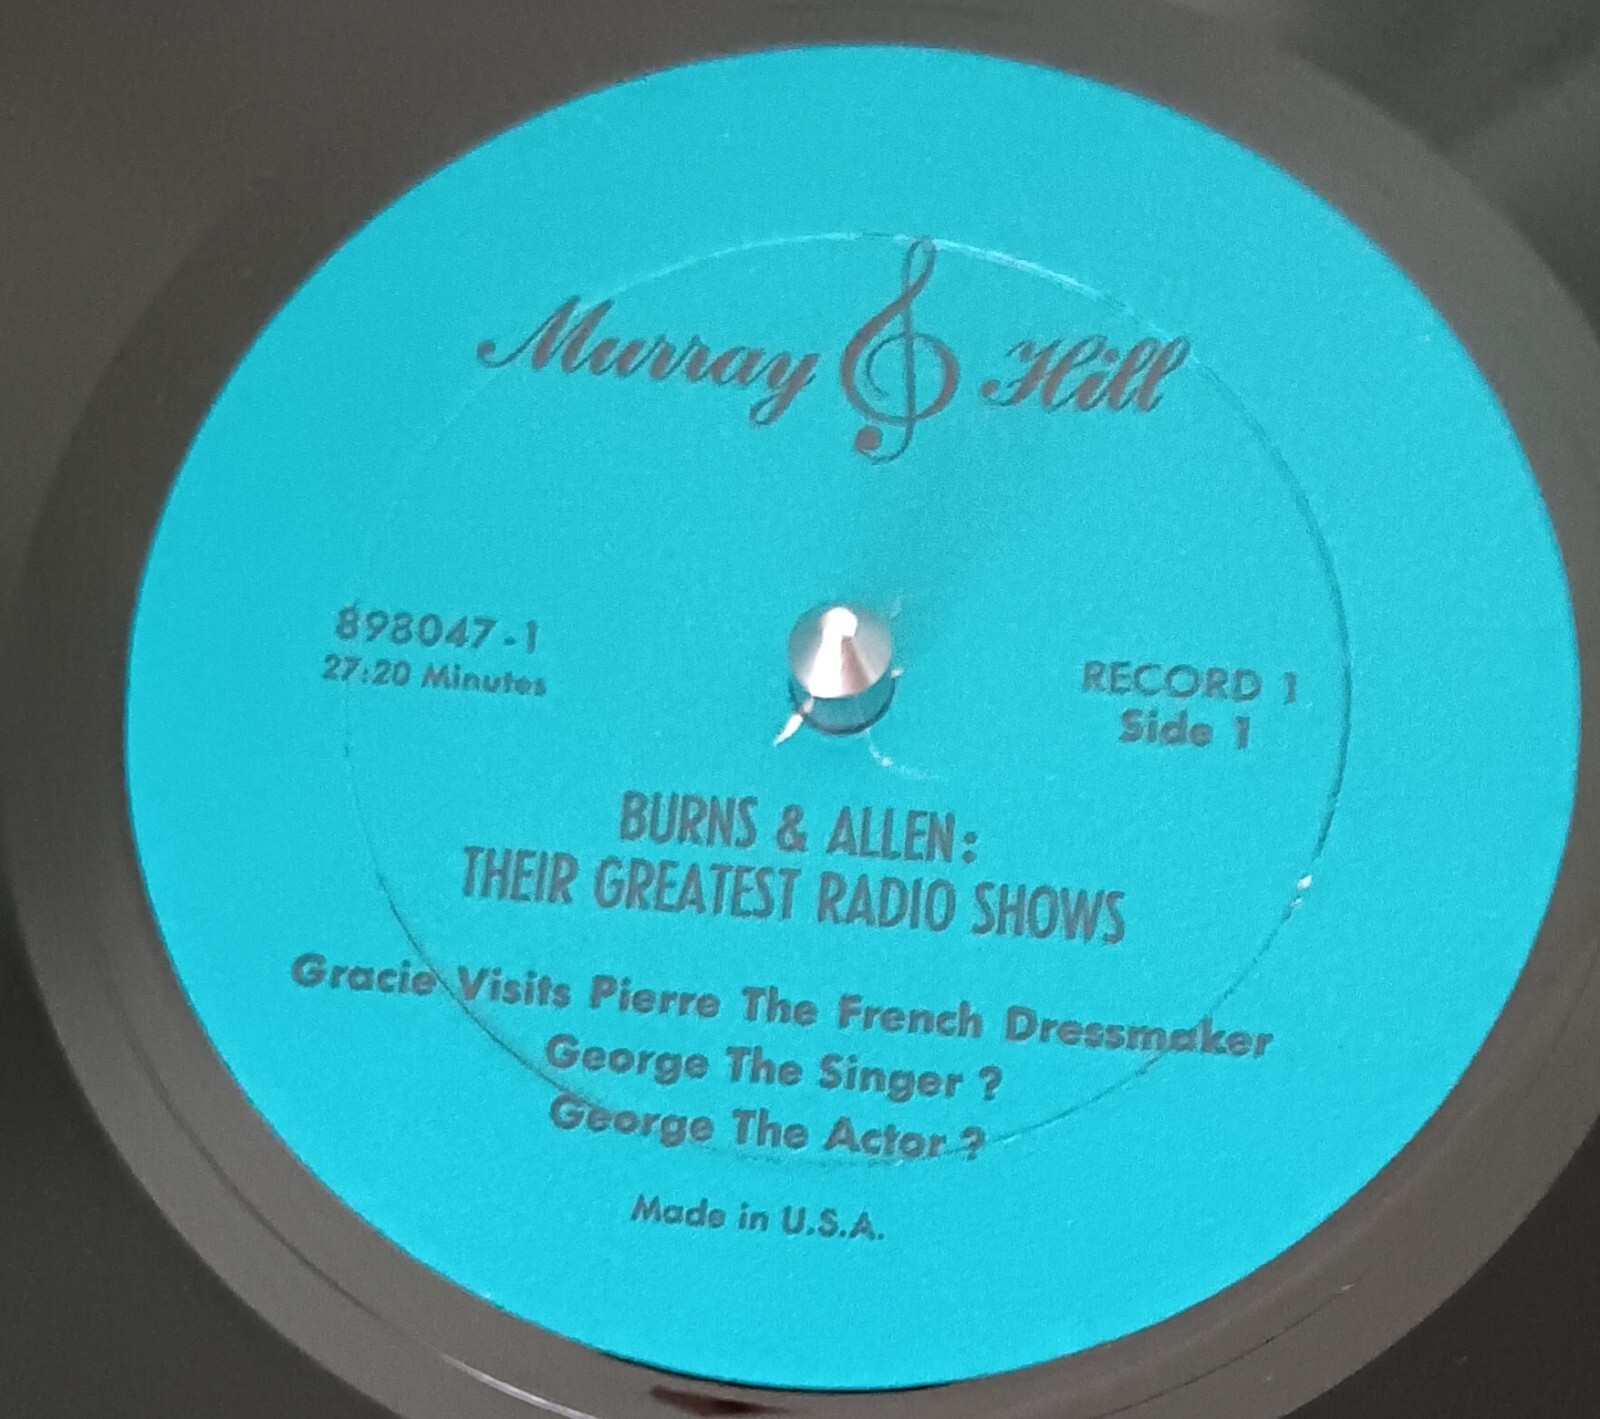 Murray Hill
898047-1
27:20 Minutes
RECORD 1
Side 1
BURNS & ALLEN:
THEIR GREATEST RADIO SHOWS
Gracie Visits Pierre The French Dressmaker
George The Singer ?
George The Actor ?
Made in U.S.A.